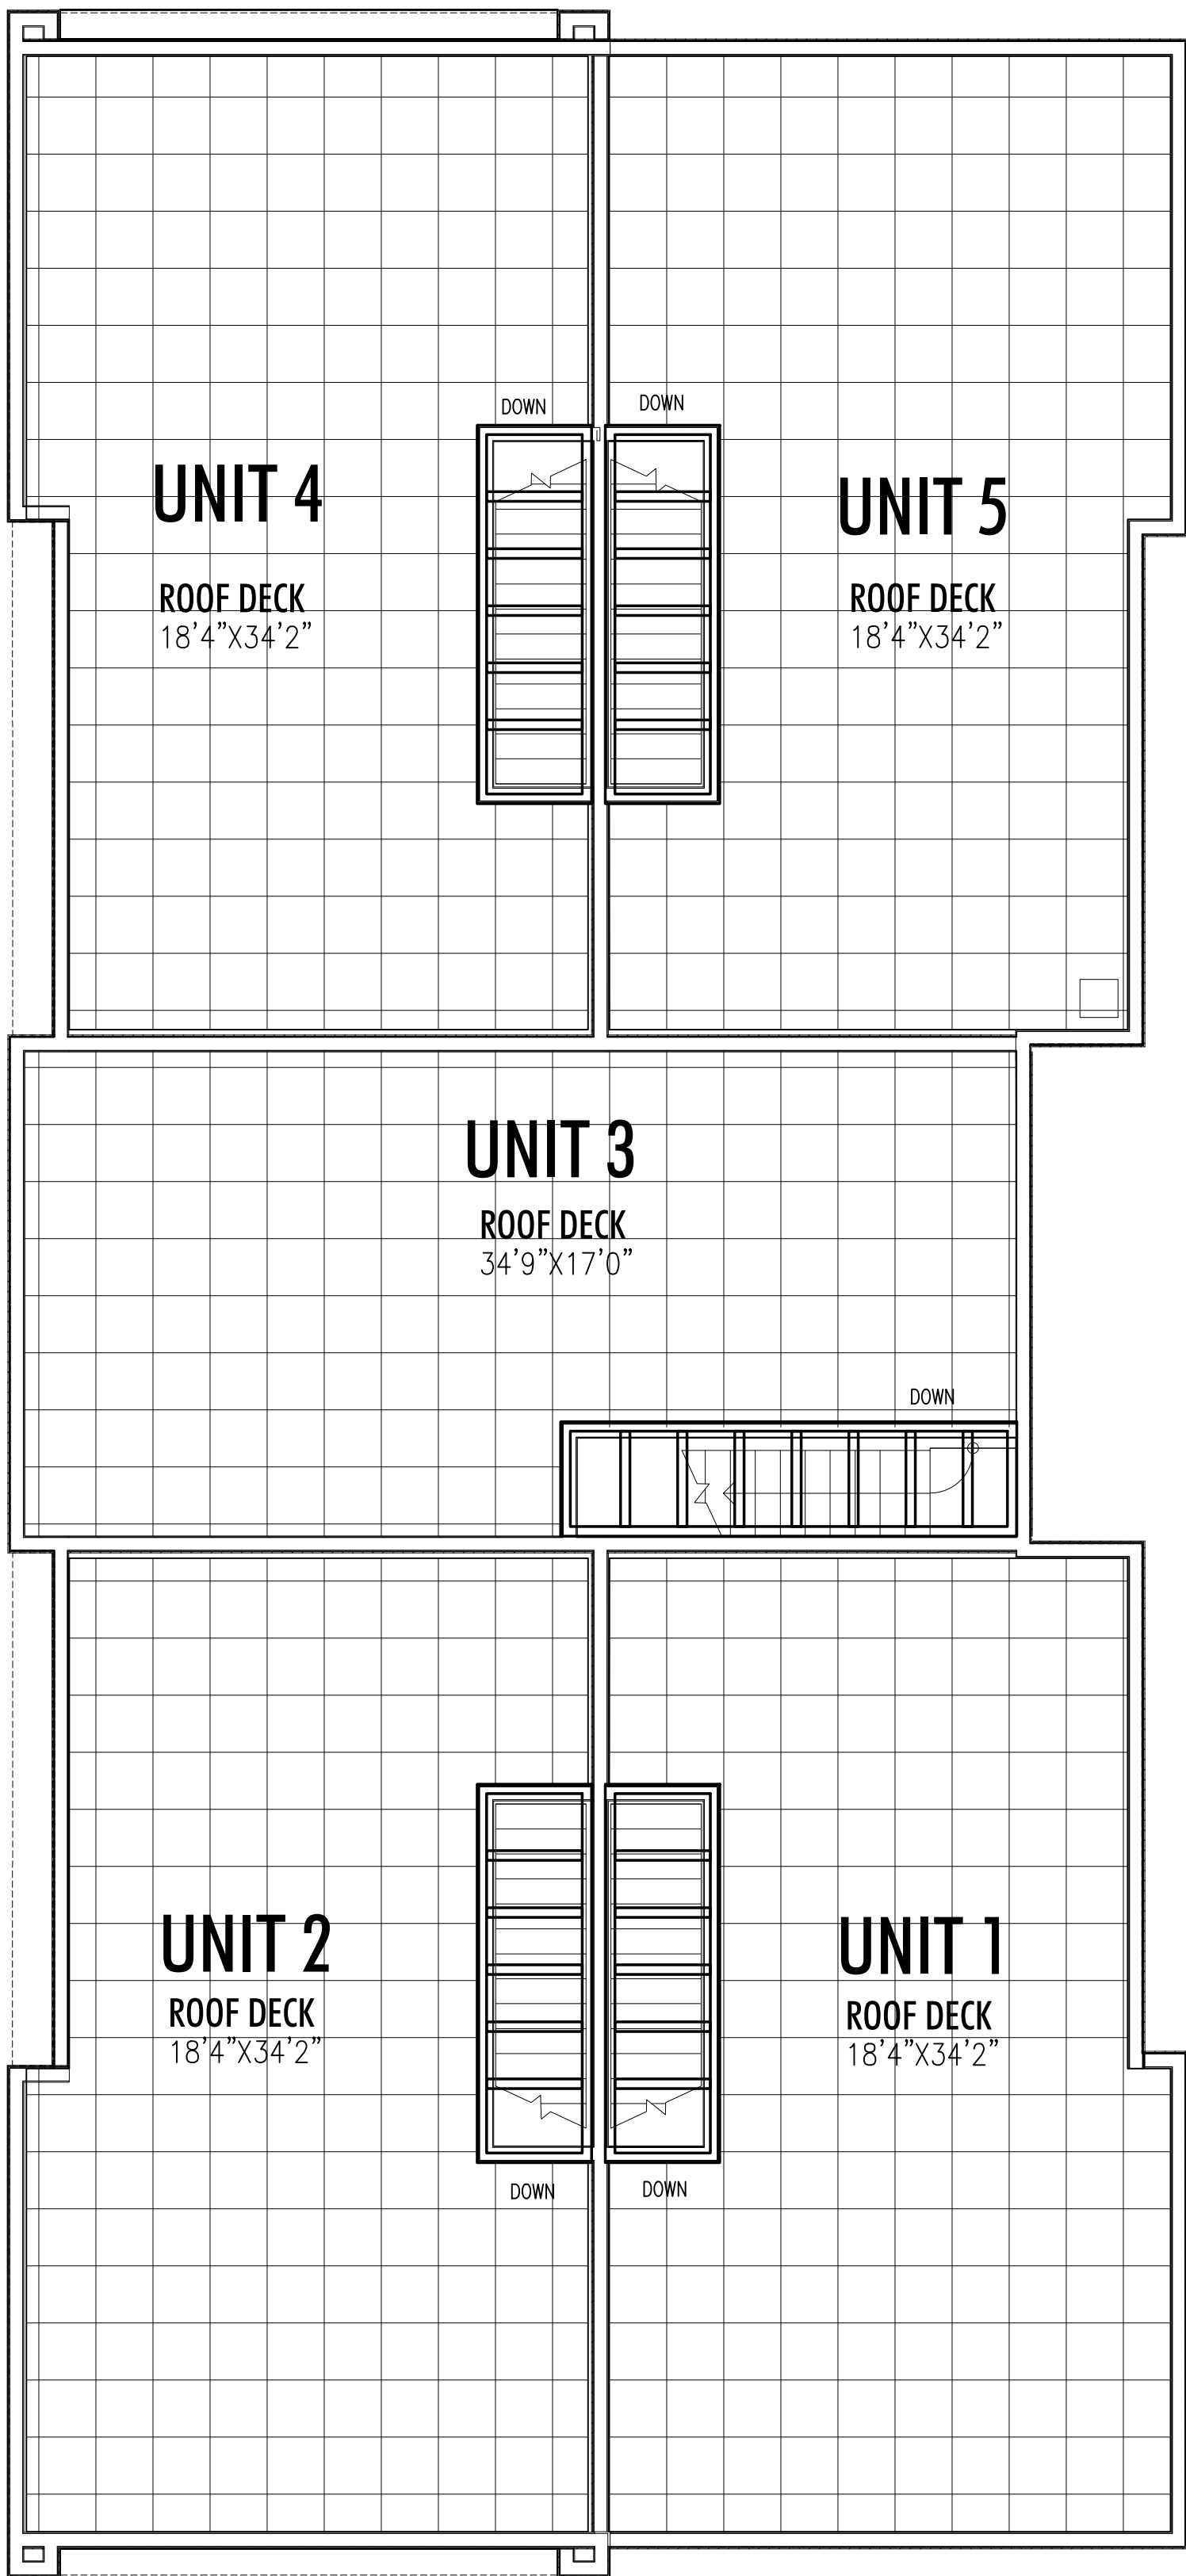 DOWN
DOWN
UNIT 4
ROOF DECK
18'4"X34'2"
UNIT 5
ROOF DECK
18'4"X34'2"
UNIT 3
ROOF DECK
34'9"X17'0"
DOWN
UNIT 2
ROOF DECK
18'4"X34'2"
UNIT 1
ROOF DECK
18'4"X34'2"
DOWN
DOWN